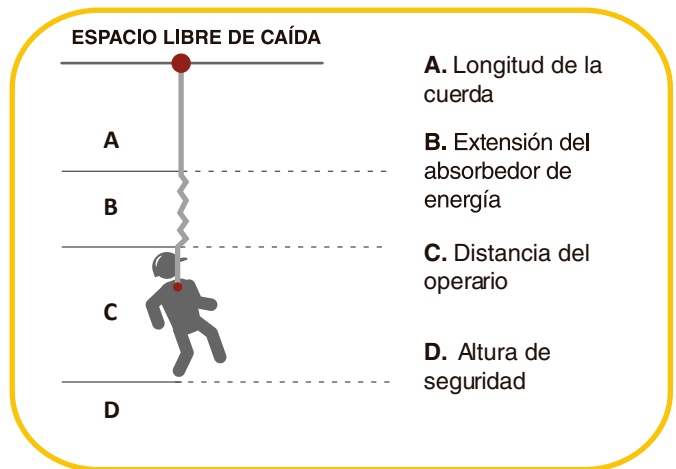 ESPACIO LIBRE DE CAÍDA
A
B
C
D
A. Longitud de la
cuerda
B. Extensión del
absorbedor de
energía
C. Distancia del
operario
D. Altura de
seguridad